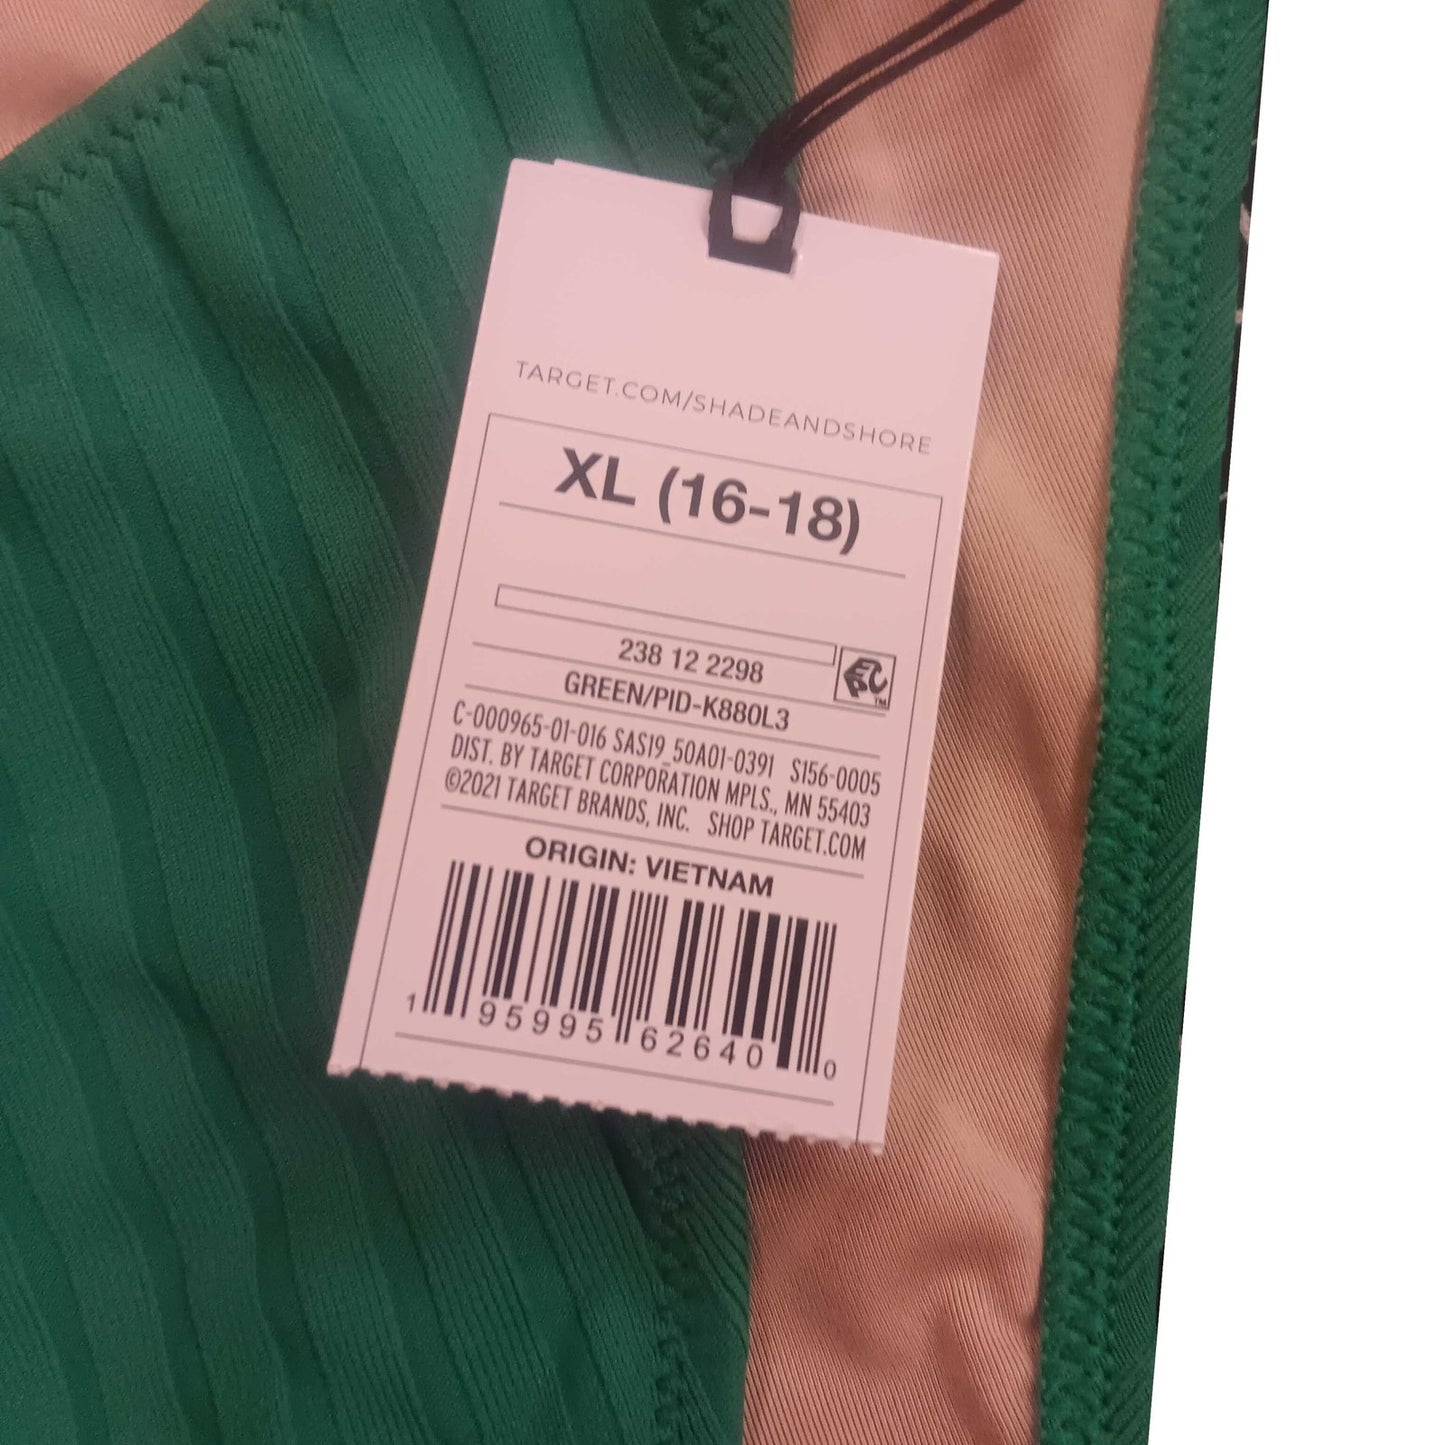 TARGET.COM/SHADEANDSHORE
XL (16-18)
238 12 2298
EPC™
GREEN/PID-K880L3
C-000965-01-016 SAS19_50A01-0391 S156-0005
DIST. BY TARGET CORPORATION MPLS., MN 55403
©2021 TARGET BRANDS, INC. SHOP TARGET.COM
ORIGIN: VIETNAM
1 95995 62640 0